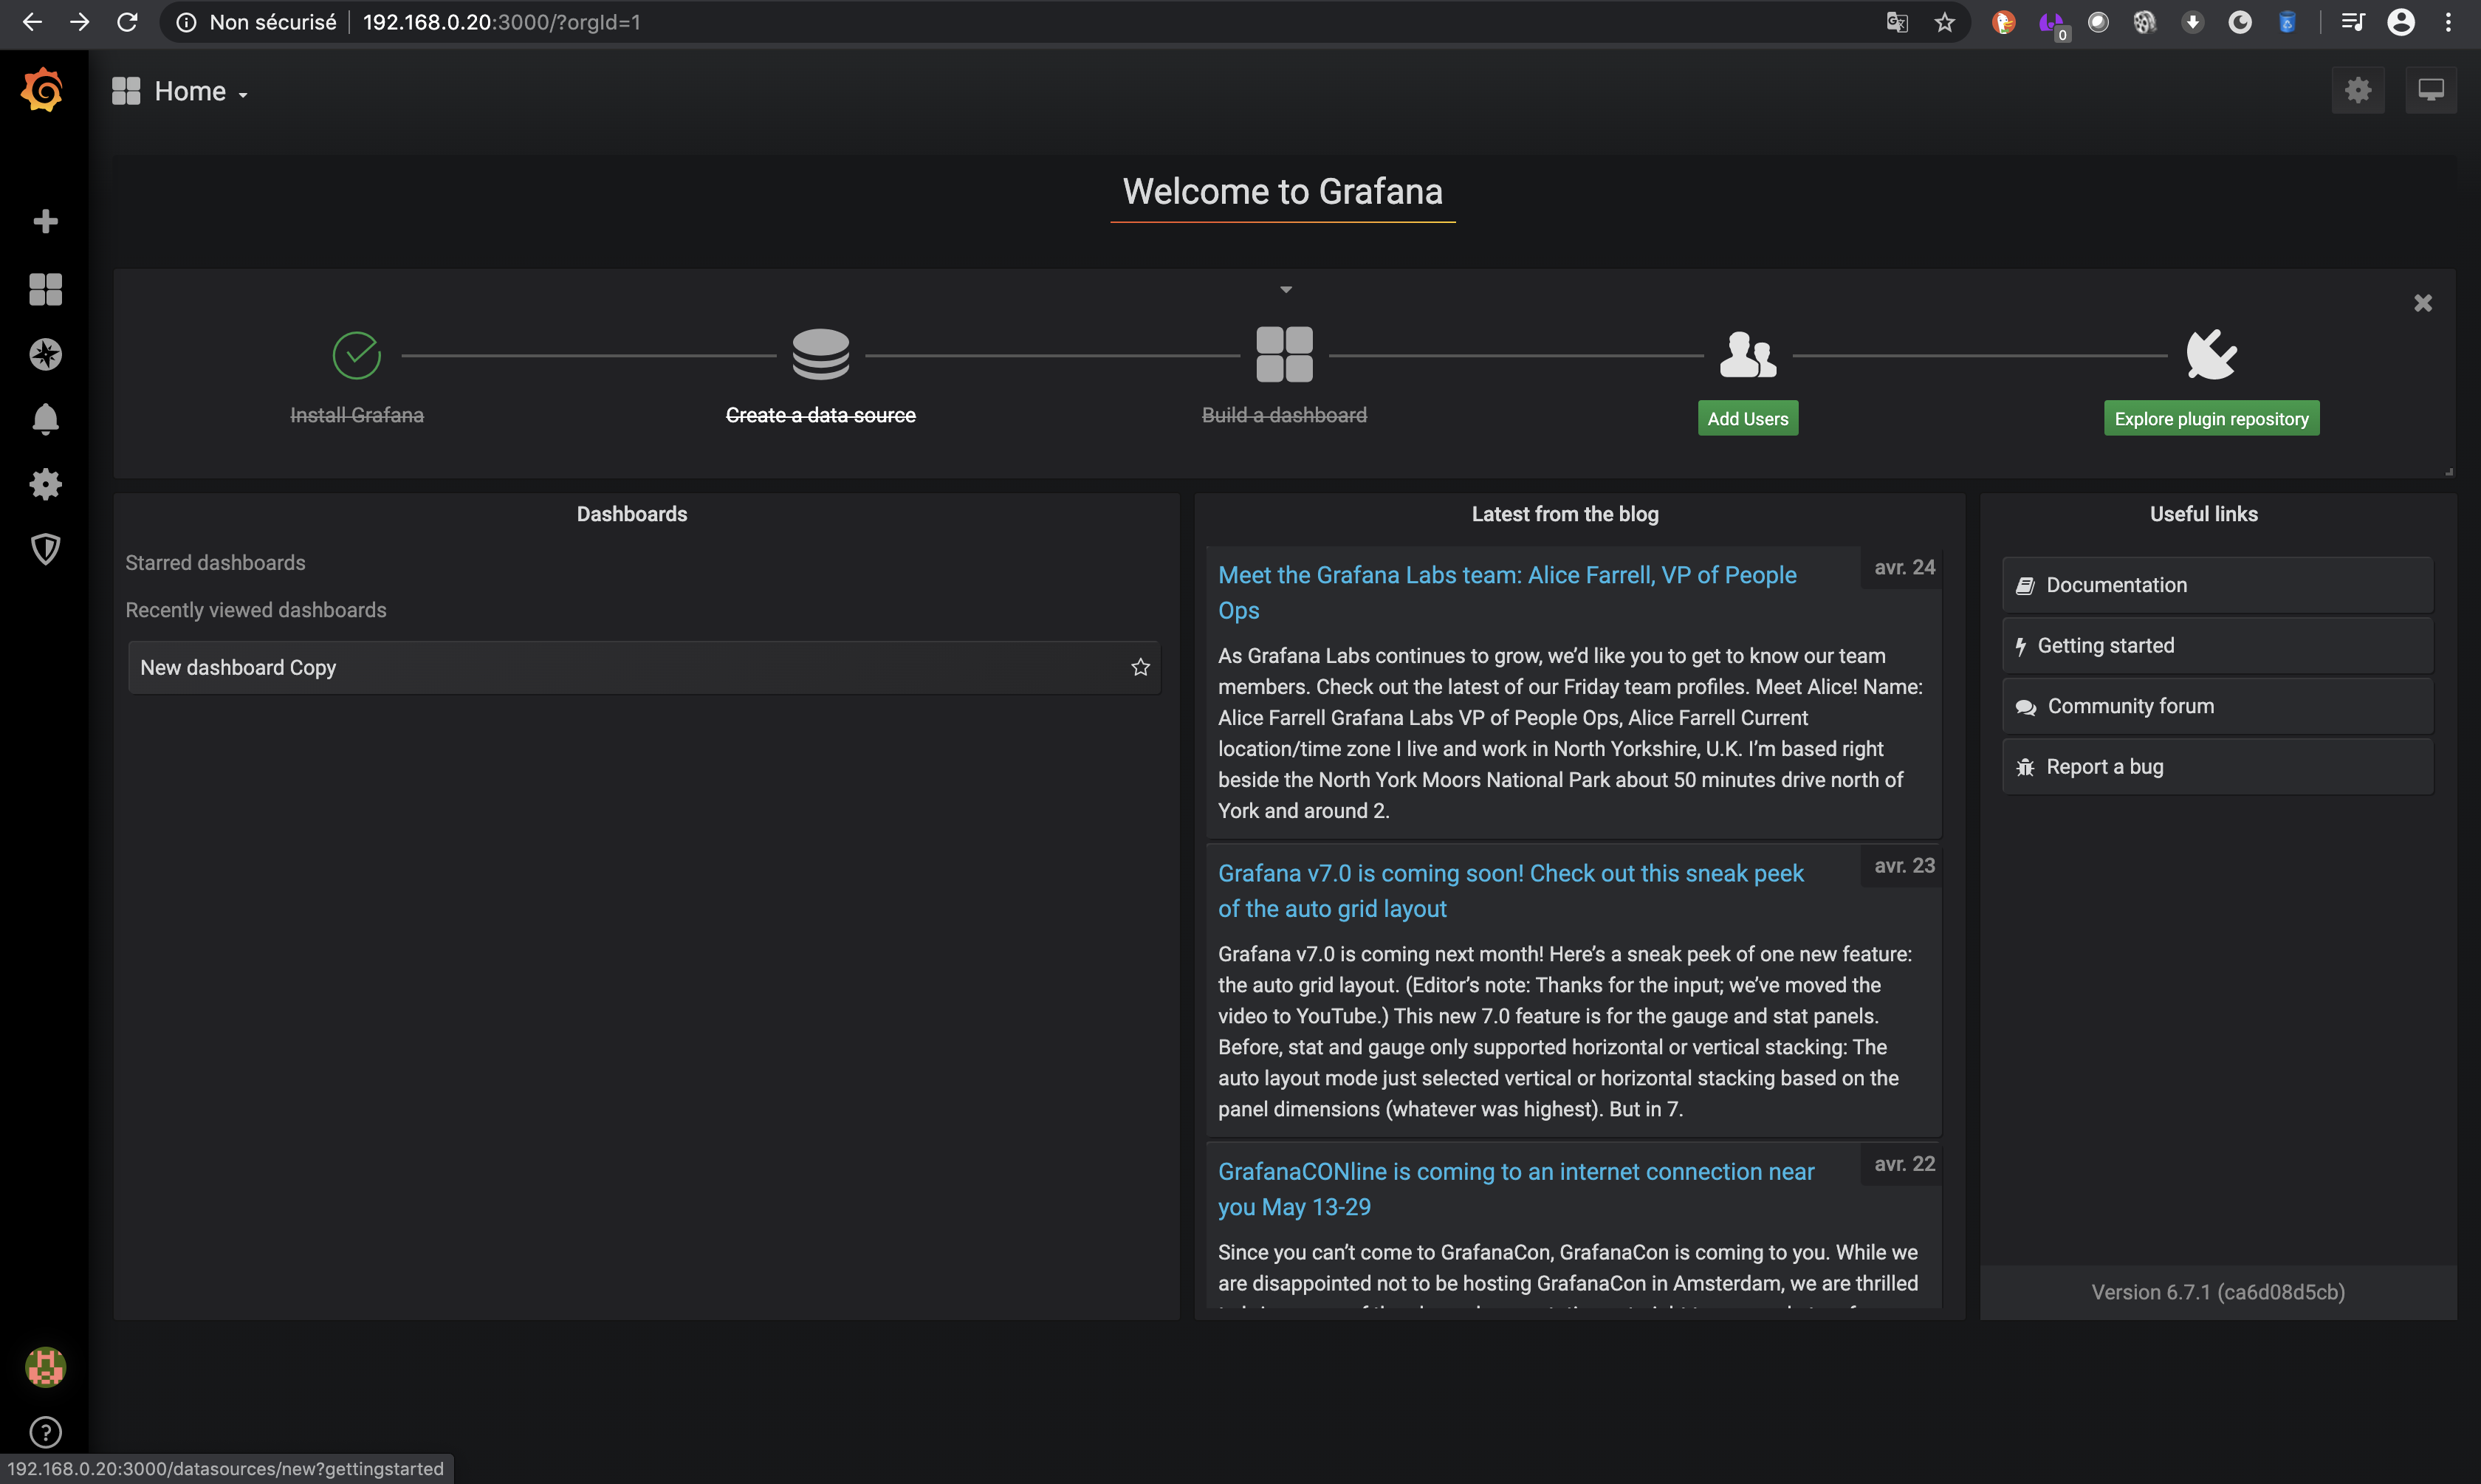 Non sécurisé
192.168.0.20:3000/?orgId=1
0
Home
Welcome to Grafana
Install Grafana
Create a data source
Build a dashboard
Add Users
Explore plugin repository
Dashboards
Starred dashboards
Recently viewed dashboards
New dashboard Copy
Latest from the blog
Meet the Grafana Labs team: Alice Farrell, VP of People
Ops
avr. 24
As Grafana Labs continues to grow, we’d like you to get to know our team
members. Check out the latest of our Friday team profiles. Meet Alice! Name:
Alice Farrell Grafana Labs VP of People Ops, Alice Farrell Current
location/time zone I live and work in North Yorkshire, U.K. I’m based right
beside the North York Moors National Park about 50 minutes drive north of
York and around 2.
Grafana v7.0 is coming soon! Check out this sneak peek
of the auto grid layout
avr. 23
Grafana v7.0 is coming next month! Here’s a sneak peek of one new feature:
the auto grid layout. (Editor’s note: Thanks for the input; we’ve moved the
video to YouTube.) This new 7.0 feature is for the gauge and stat panels.
Before, stat and gauge only supported horizontal or vertical stacking: The
auto layout mode just selected vertical or horizontal stacking based on the
panel dimensions (whatever was highest). But in 7.
GrafanaCONline is coming to an internet connection near
you May 13-29
avr. 22
Since you can’t come to GrafanaCon, GrafanaCon is coming to you. While we
are disappointed not to be hosting GrafanaCon in Amsterdam, we are thrilled
Useful links
Documentation
Getting started
Community forum
Report a bug
Version 6.7.1 (ca6d08d5cb)
192.168.0.20:3000/datasources/new?gettingstarted